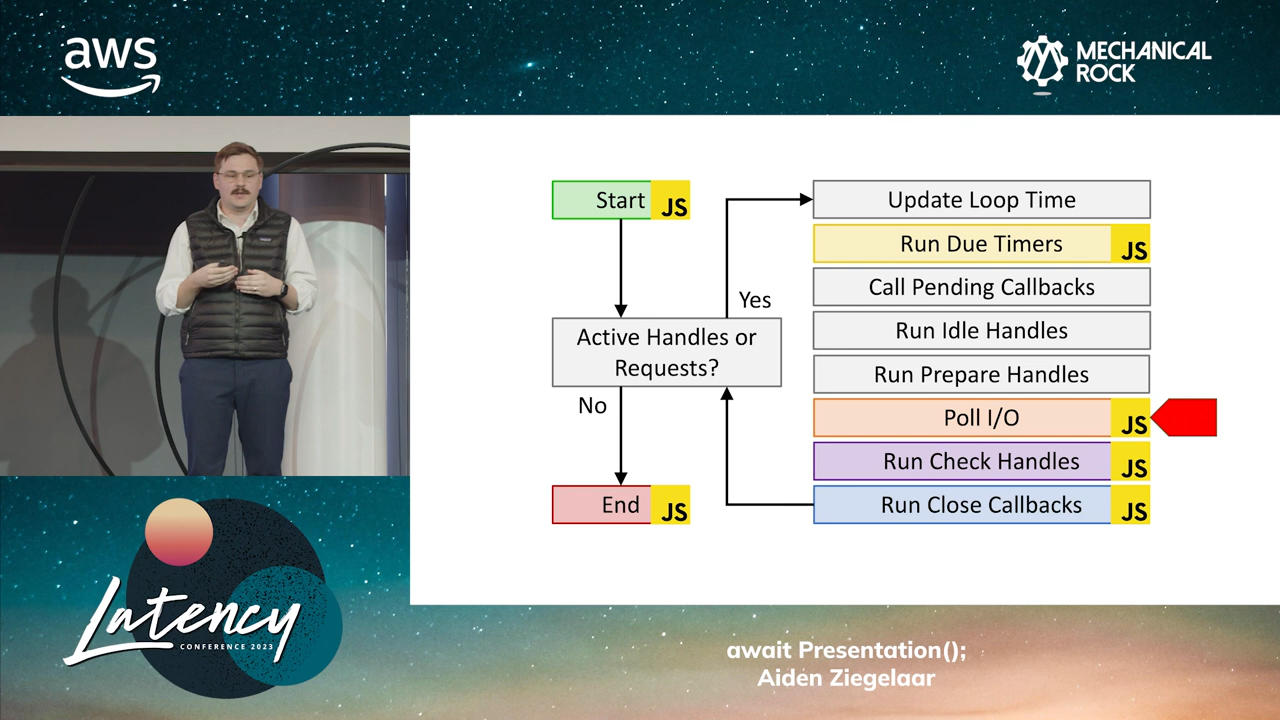 aws
MECHANICAL
ROCK
Start JS
Active Handles or
Requests?
Yes
No
End JS
Update Loop Time
Run Due Timers JS
Call Pending Callbacks
Run Idle Handles
Run Prepare Handles
Poll I/O JS
Run Check Handles JS
Run Close Callbacks JS
Latency
CONFERENCE 2023
await Presentation();
Aiden Ziegelaar